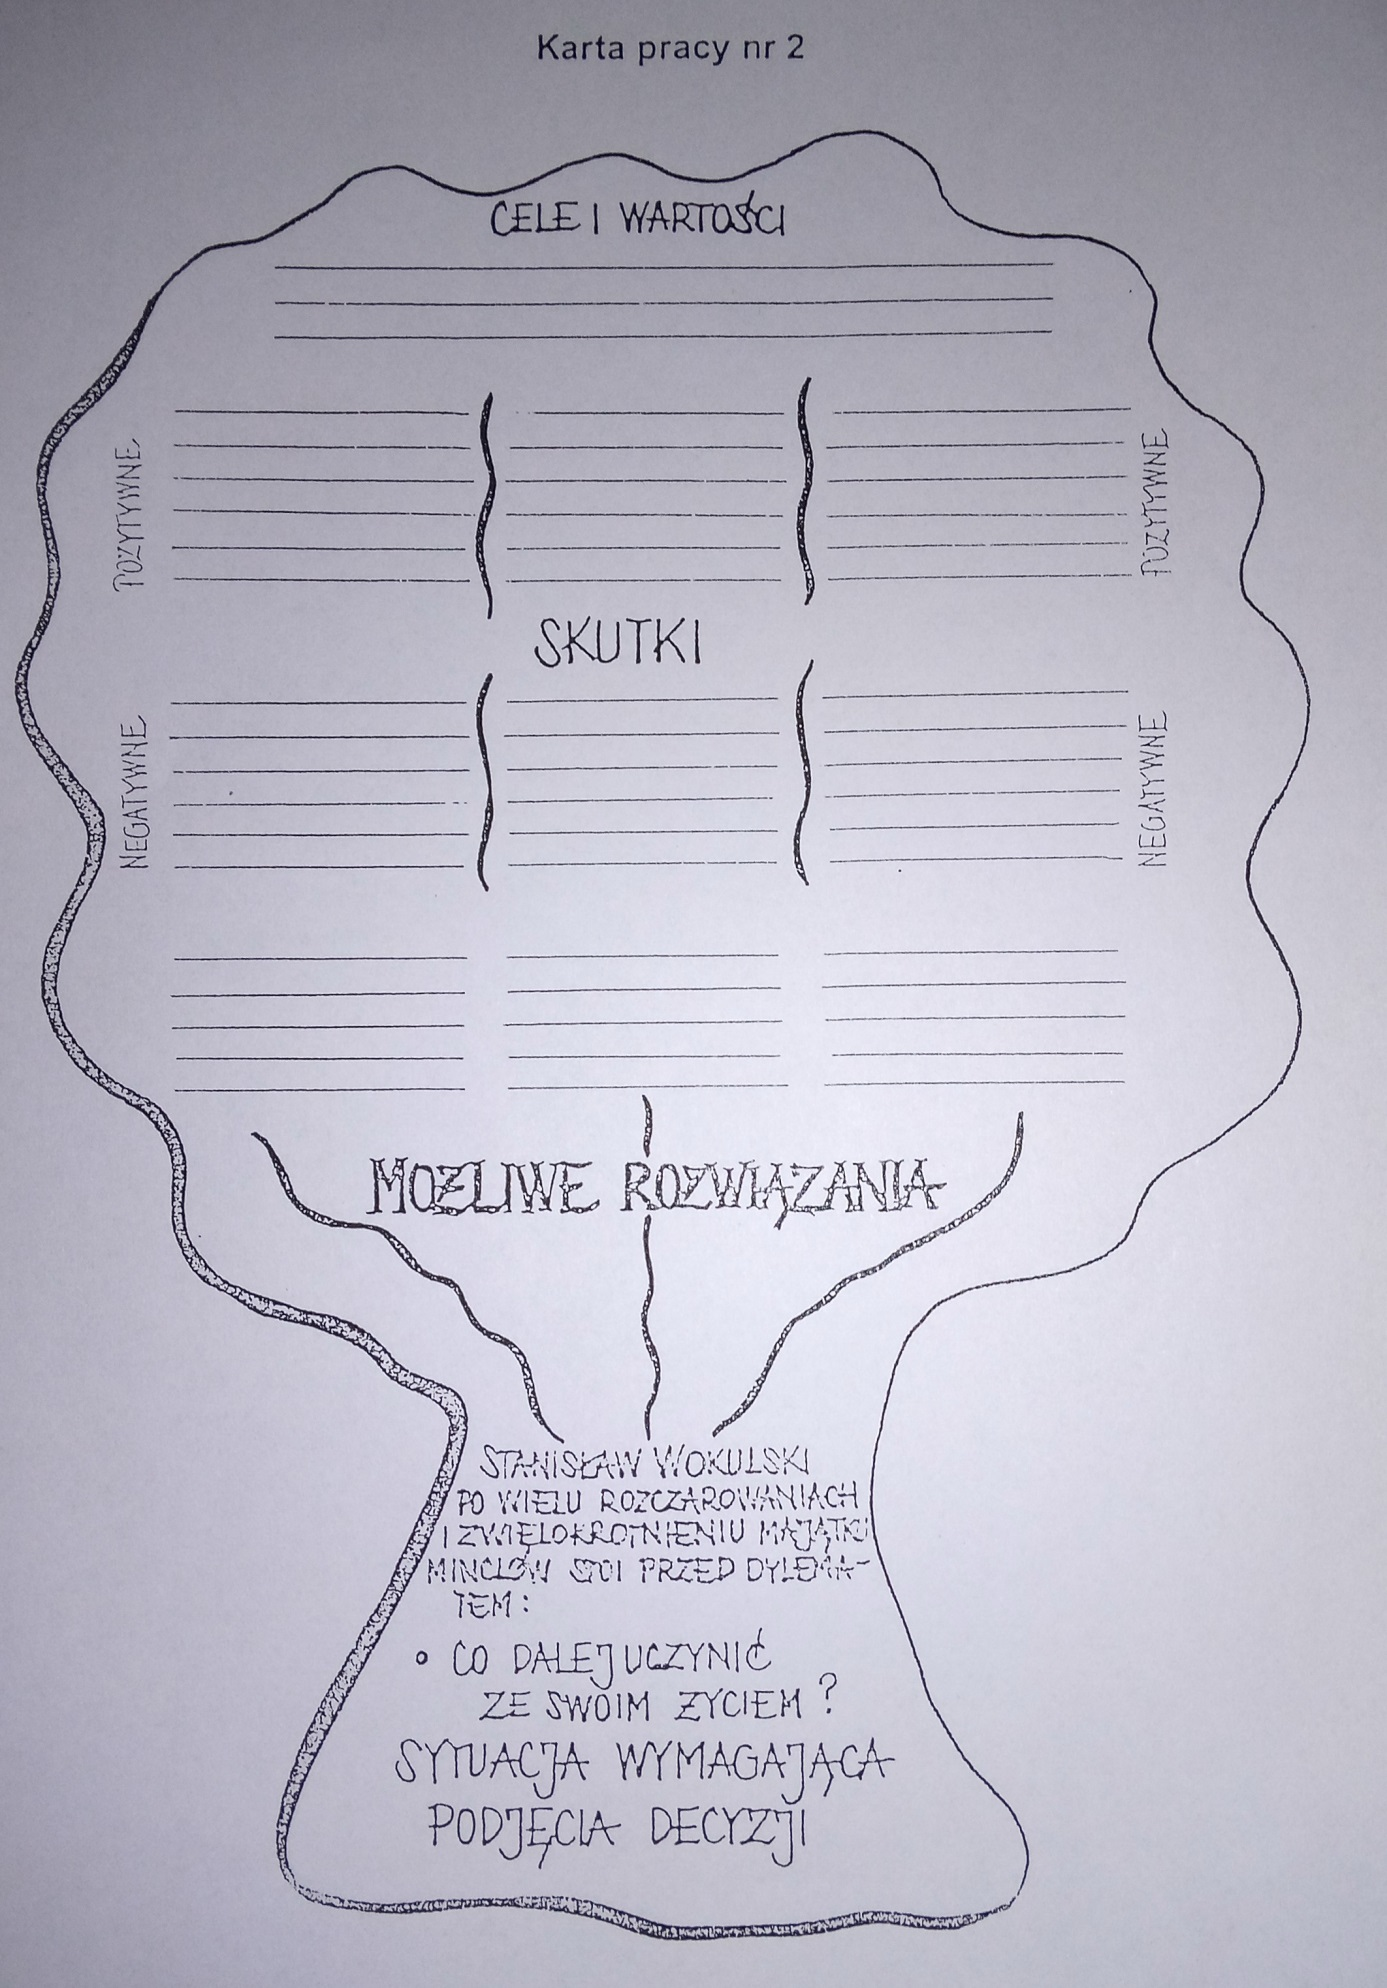 Karta pracy nr 2
CELE I WARTOŚCI
POZYTYWNE
POZYTYWNE
SKUTKI
NEGATYWNE
NEGATYWNE
MOŻLIWE ROZWIĄZANIA
STANISŁAW WOKULSKI
PO WIELU ROZCZAROWANIACH
I ZWIĘLOKROTNIENIU MAJĄTKU
MINCLÓW STOI PRZED DYLEMA-
TEM:
• CO DALEJ UCZYNIĆ
ZE SWOIM ŻYCIEM?
SYTUACJA WYMAGAJĄCA
PODJĘCIA DECYZJI